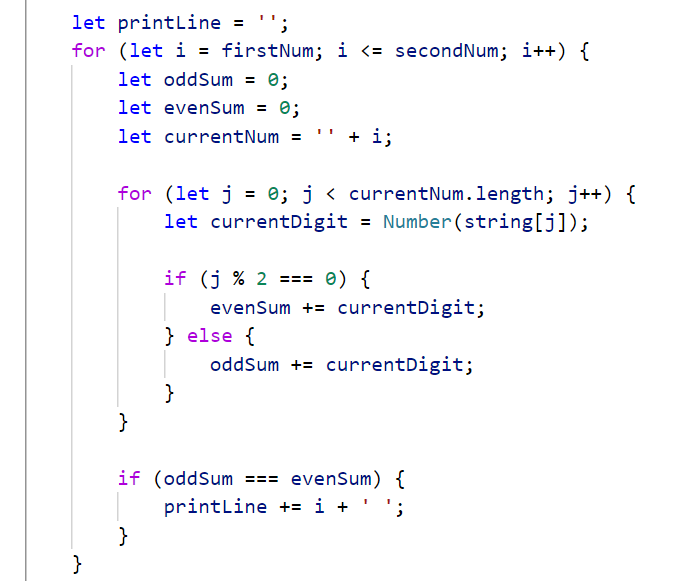 let printLine = '';
for (let i = firstNum; i <= secondNum; i++) {
    let oddSum = 0;
    let evenSum = 0;
    let currentNum = '' + i;

    for (let j = 0; j < currentNum.length; j++) {
        let currentDigit = Number(string[j]);

        if (j % 2 === 0) {
            evenSum += currentDigit;
        } else {
            oddSum += currentDigit;
        }
    }

    if (oddSum === evenSum) {
        printLine += i + ' ';
    }
}